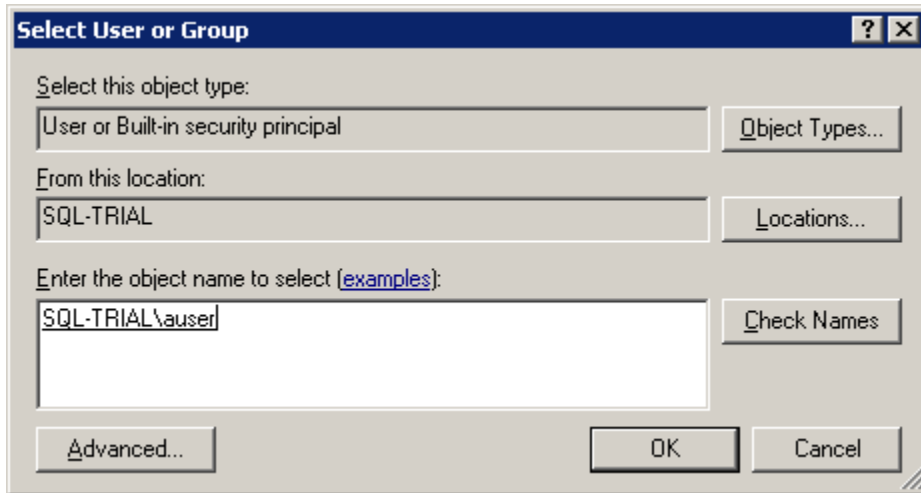 Select User or Group
Select this object type:
User or Built-in security principal
Object Types...
From this location:
SQL-TRIAL
Locations...
Enter the object name to select (examples):
SQL-TRIAL\auser
Check Names
Advanced...
OK
Cancel